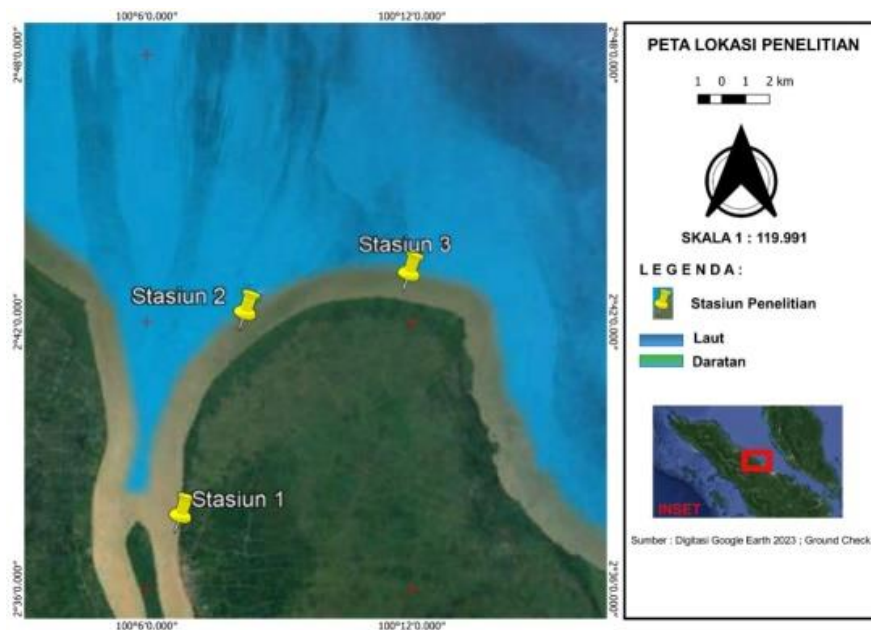 100°6'0.000"
100°12'0.000"
2°48'0.000"
2°48'0.000"
Stasiun 3
Stasiun 2
2°42'0.000"
2°42'0.000"
Stasiun 1
2°36'0.000"
2°36'0.000"
100°6'0.000"
100°12'0.000"
PETA LOKASI PENELITIAN
1 0 1 2 km
SKALA 1 : 119.991
L E G E N D A :
Stasiun Penelitian
Laut
Daratan
INSET
Sumber : Digitasi Google Earth 2023 ; Ground Check